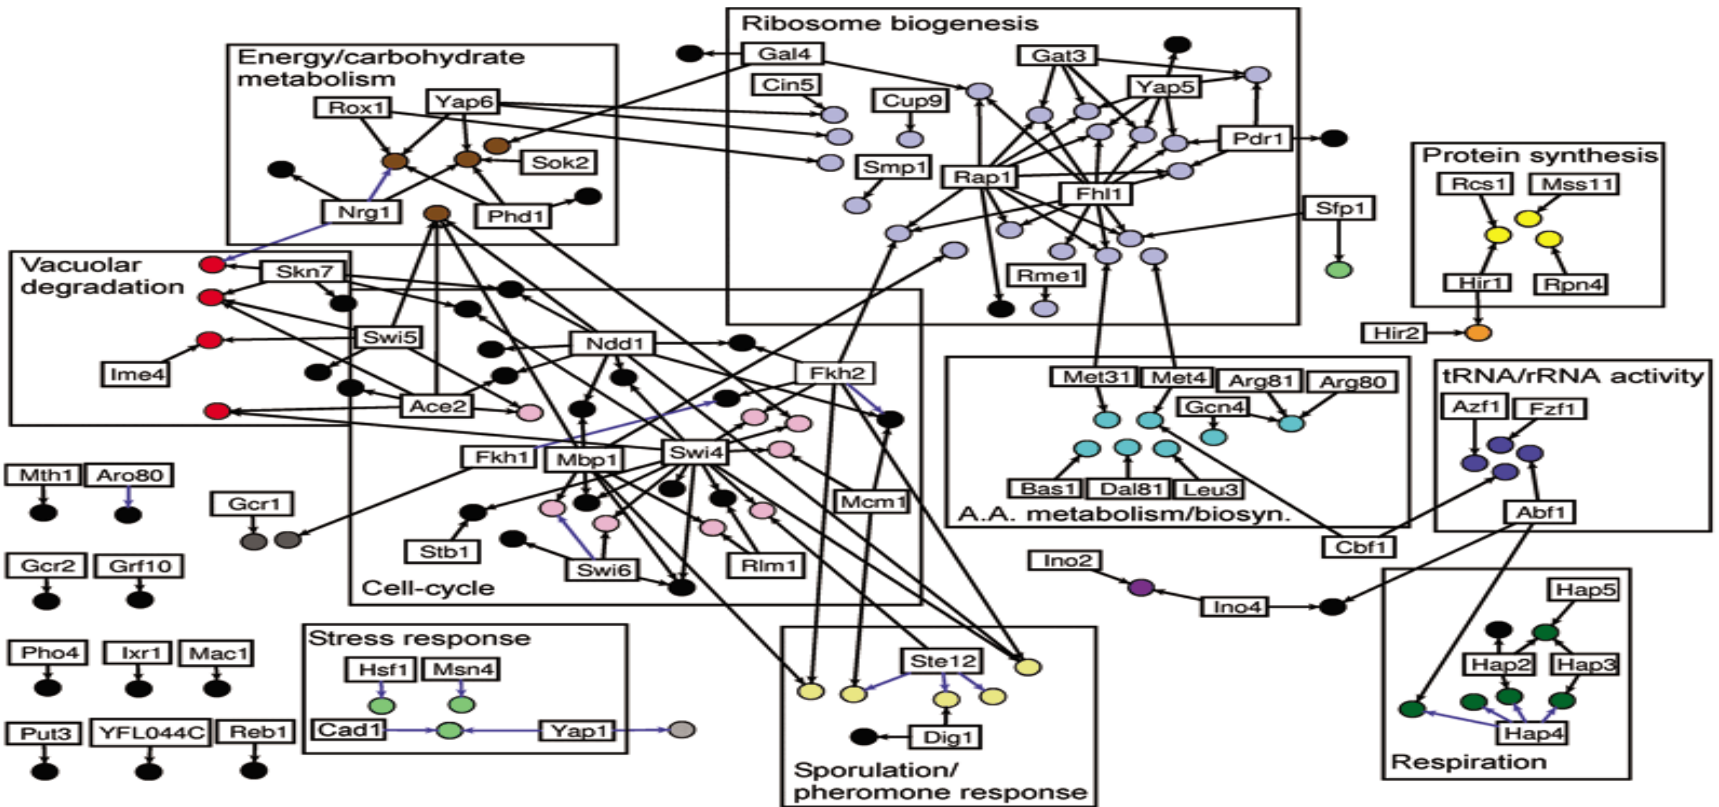 Ribosome biogenesis
Energy/carbohydrate
metabolism
Gal4
Gat3
Cin5
Yap5
Rox1
Yap6
Cup9
Pdr1
Sok2
Smp1
Rap1
Fhl1
Protein synthesis
Rcs1
Mss11
Nrg1
Phd1
Sfp1
Vacuolar
degradation
Skn7
Rme1
Hir1
Rpn4
Swi5
Ndd1
Hir2
Ime4
Fkh2
Met31
Met4
Arg81
Arg80
tRNA/rRNA activity
Ace2
Gcn4
Azf1
Fzf1
Fkh1
Mbp1
Swi4
Mth1
Aro80
Gcr1
Mcm1
Bas1
Dal81
Leu3
A.A. metabolism/biosyn.
Abf1
Stb1
Swi6
Rlm1
Cbf1
Gcr2
Grf10
Ino2
Cell-cycle
Ino4
Hap5
Stress response
Pho4
Ixr1
Mac1
Hsf1
Msn4
Ste12
Hap2
Hap3
Put3
YFL044C
Reb1
Cad1
Yap1
Dig1
Hap4
Respiration
Sporulation/
pheromone response